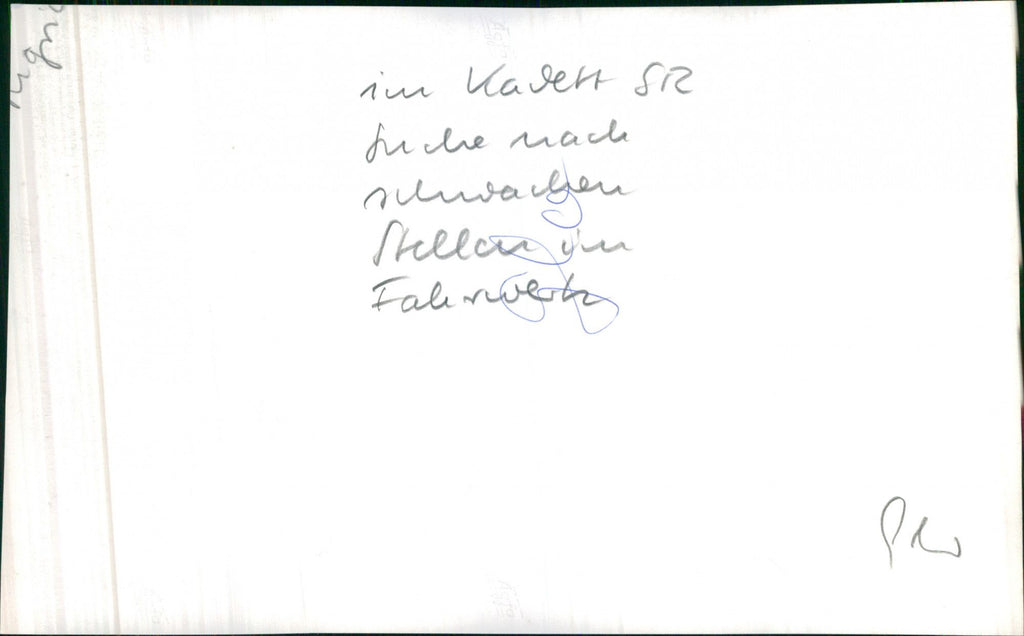 im Kadett SR
Suche nach
schwachen
Stellen im
Fahrwerk